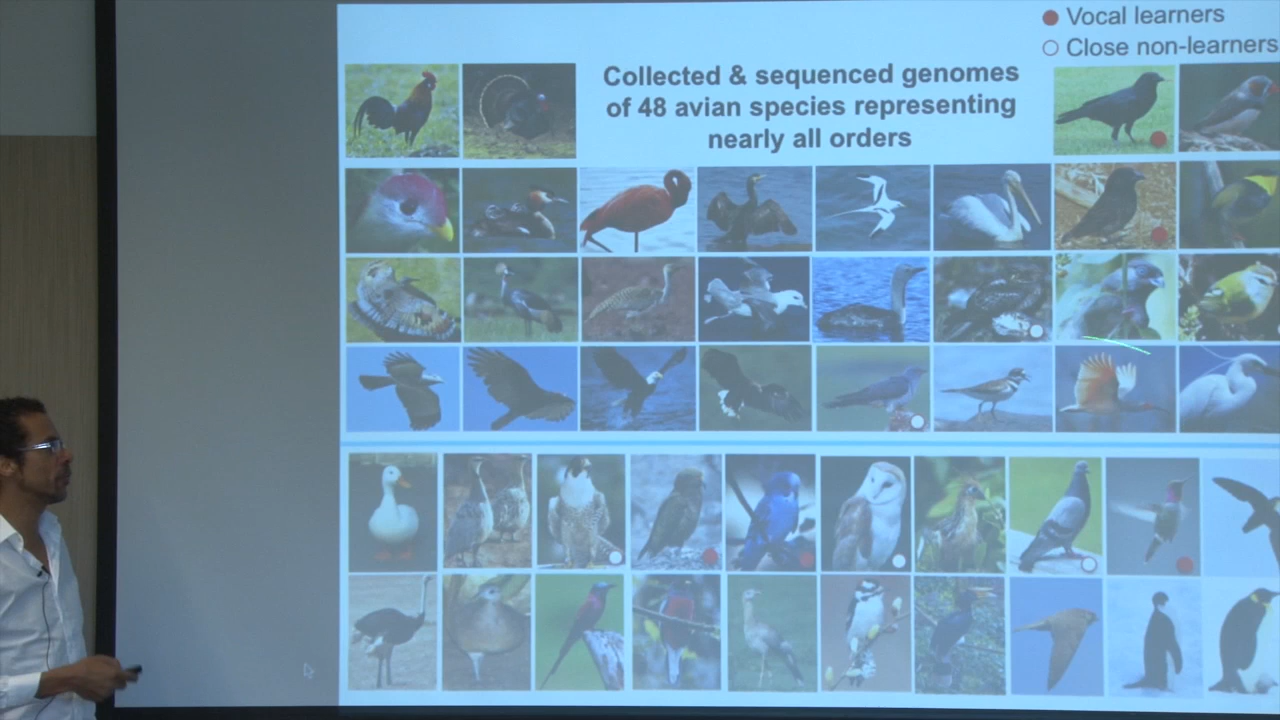 Vocal learners
Close non-learners
Collected & sequenced genomes
of 48 avian species representing
nearly all orders